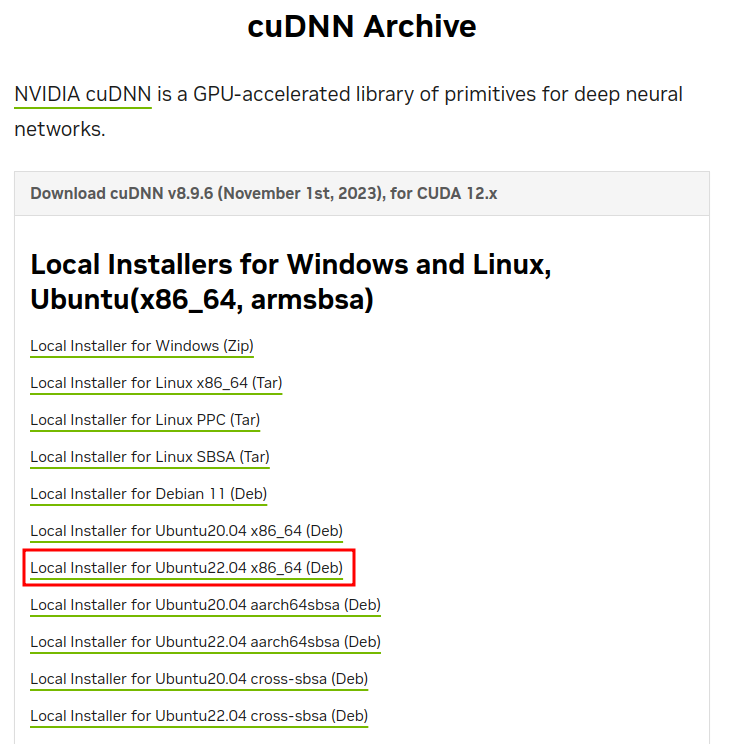 cuDNN Archive
NVIDIA cuDNN is a GPU-accelerated library of primitives for deep neural
networks.
Download cuDNN v8.9.6 (November 1st, 2023), for CUDA 12.x
Local Installers for Windows and Linux,
Ubuntu(x86_64, armsbsa)
Local Installer for Windows (Zip)
Local Installer for Linux x86_64 (Tar)
Local Installer for Linux PPC (Tar)
Local Installer for Linux SBSA (Tar)
Local Installer for Debian 11 (Deb)
Local Installer for Ubuntu20.04 x86_64 (Deb)
Local Installer for Ubuntu22.04 x86_64 (Deb)
Local Installer for Ubuntu20.04 aarch64sbsa (Deb)
Local Installer for Ubuntu22.04 aarch64sbsa (Deb)
Local Installer for Ubuntu20.04 cross-sbsa (Deb)
Local Installer for Ubuntu22.04 cross-sbsa (Deb)